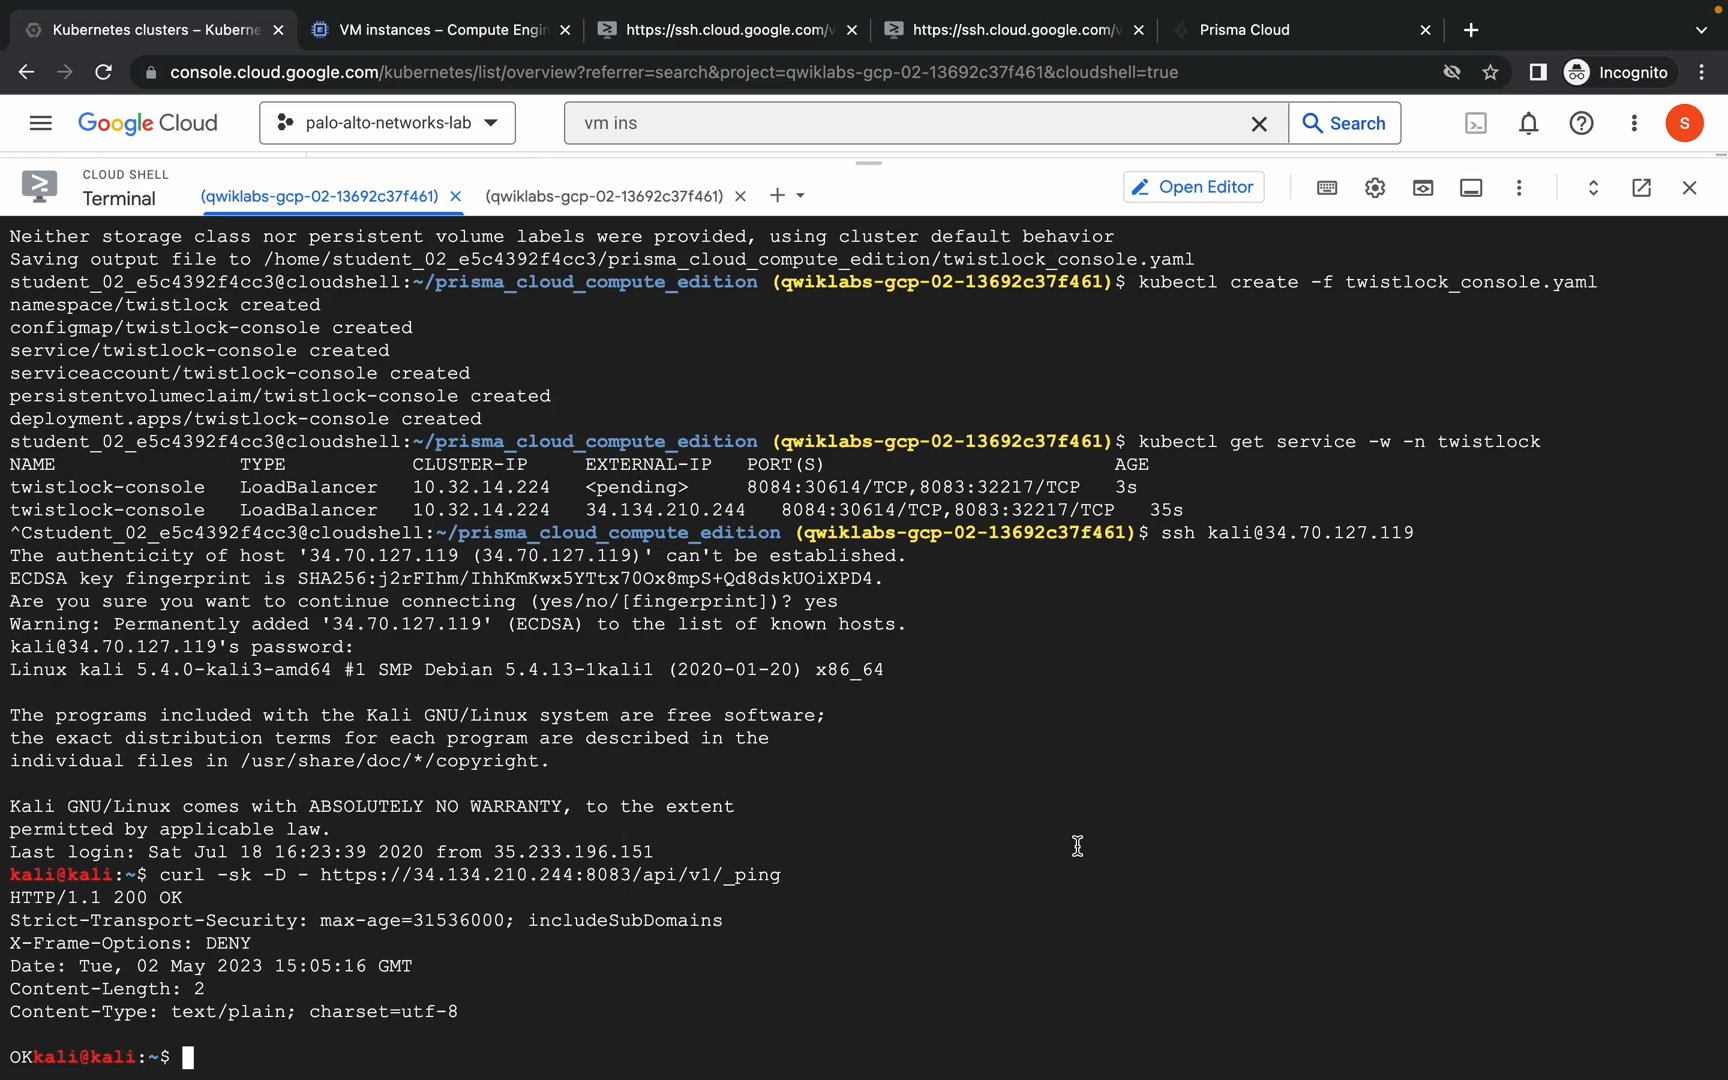 Kubernetes clusters – Kuberne
VM instances – Compute Engin
https://ssh.cloud.google.com/v
https://ssh.cloud.google.com/v
Prisma Cloud
console.cloud.google.com/kubernetes/list/overview?referrer=search&project=qwiklabs-gcp-02-13692c37f461&cloudshell=true
Incognito
Google Cloud
palo-alto-networks-lab
vm ins
Search
S
CLOUD SHELL
Terminal
(qwiklabs-gcp-02-13692c37f461)
(qwiklabs-gcp-02-13692c37f461)
Open Editor
Neither storage class nor persistent volume labels were provided, using cluster default behavior
Saving output file to /home/student_02_e5c4392f4cc3/prisma_cloud_compute_edition/twistlock_console.yaml
student_02_e5c4392f4cc3@cloudshell:~/prisma_cloud_compute_edition (qwiklabs-gcp-02-13692c37f461)$ kubectl create -f twistlock_console.yaml
namespace/twistlock created
configmap/twistlock-console created
service/twistlock-console created
serviceaccount/twistlock-console created
persistentvolumeclaim/twistlock-console created
deployment.apps/twistlock-console created
student_02_e5c4392f4cc3@cloudshell:~/prisma_cloud_compute_edition (qwiklabs-gcp-02-13692c37f461)$ kubectl get service -w -n twistlock
NAME TYPE CLUSTER-IP EXTERNAL-IP PORT(S) AGE
twistlock-console LoadBalancer 10.32.14.224 <pending> 8084:30614/TCP,8083:32217/TCP 3s
twistlock-console LoadBalancer 10.32.14.224 34.134.210.244 8084:30614/TCP,8083:32217/TCP 35s
^Cstudent_02_e5c4392f4cc3@cloudshell:~/prisma_cloud_compute_edition (qwiklabs-gcp-02-13692c37f461)$ ssh kali@34.70.127.119
The authenticity of host '34.70.127.119 (34.70.127.119)' can't be established.
ECDSA key fingerprint is SHA256:j2rFIhm/IhhKmKwx5YTtx70Ox8mpS+Qd8dskUOiXPD4.
Are you sure you want to continue connecting (yes/no/[fingerprint])? yes
Warning: Permanently added '34.70.127.119' (ECDSA) to the list of known hosts.
kali@34.70.127.119's password:
Linux kali 5.4.0-kali3-amd64 #1 SMP Debian 5.4.13-1kali1 (2020-01-20) x86_64
The programs included with the Kali GNU/Linux system are free software;
the exact distribution terms for each program are described in the
individual files in /usr/share/doc/*/copyright.
Kali GNU/Linux comes with ABSOLUTELY NO WARRANTY, to the extent
permitted by applicable law.
Last login: Sat Jul 18 16:23:39 2020 from 35.233.196.151
kali@kali:~$ curl -sk -D - https://34.134.210.244:8083/api/v1/_ping
HTTP/1.1 200 OK
Strict-Transport-Security: max-age=31536000; includeSubDomains
X-Frame-Options: DENY
Date: Tue, 02 May 2023 15:05:16 GMT
Content-Length: 2
Content-Type: text/plain; charset=utf-8
OKkali@kali:~$